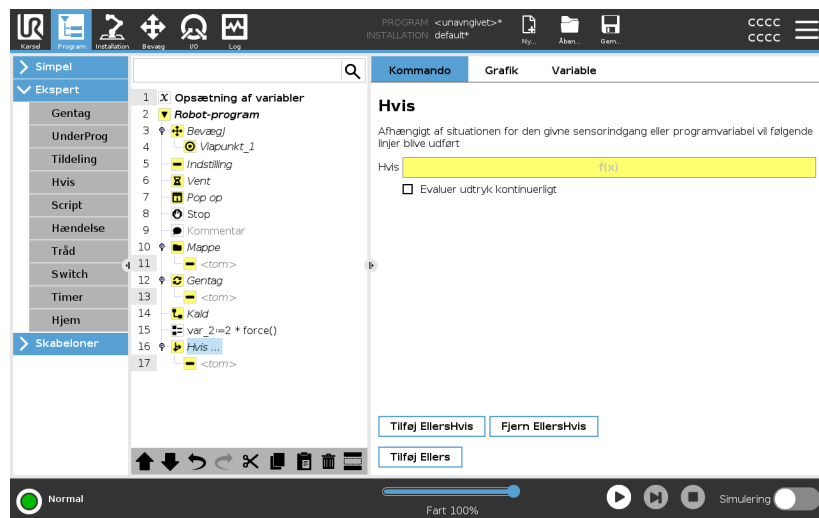 PROGRAM <unavngivet>*
INSTALLATION default*
Kørsel Program Installation Bevæg I/O Log
Ny... Åben... Gem...
CCCC
CCCC
Simpel
Ekspert
Gentag
UnderProg
Tildeling
Hvis
Script
Hændelse
Tråd
Switch
Timer
Hjem
Skabeloner
1 X Opsætning af variabler
2 Robot-program
3 BevægJ
4 Viapunkt_1
5 Indstilling
6 Vent
7 Pop op
8 Stop
9 Kommentar
10 Mappe
11 <tom>
12 Gentag
13 <tom>
14 Kald
15 var_2:=2 * force()
16 Hvis ...
17 <tom>
Kommando Grafik Variable
Hvis
Afhængigt af situationen for den givne sensorindgang eller programvariabel vil følgende
linjer blive udført
Hvis f(x)
Evaluer udtryk kontinuerligt
Tilføj EllersHvis Fjern EllersHvis
Tilføj Ellers
Normal
Fart 100%
Simulering